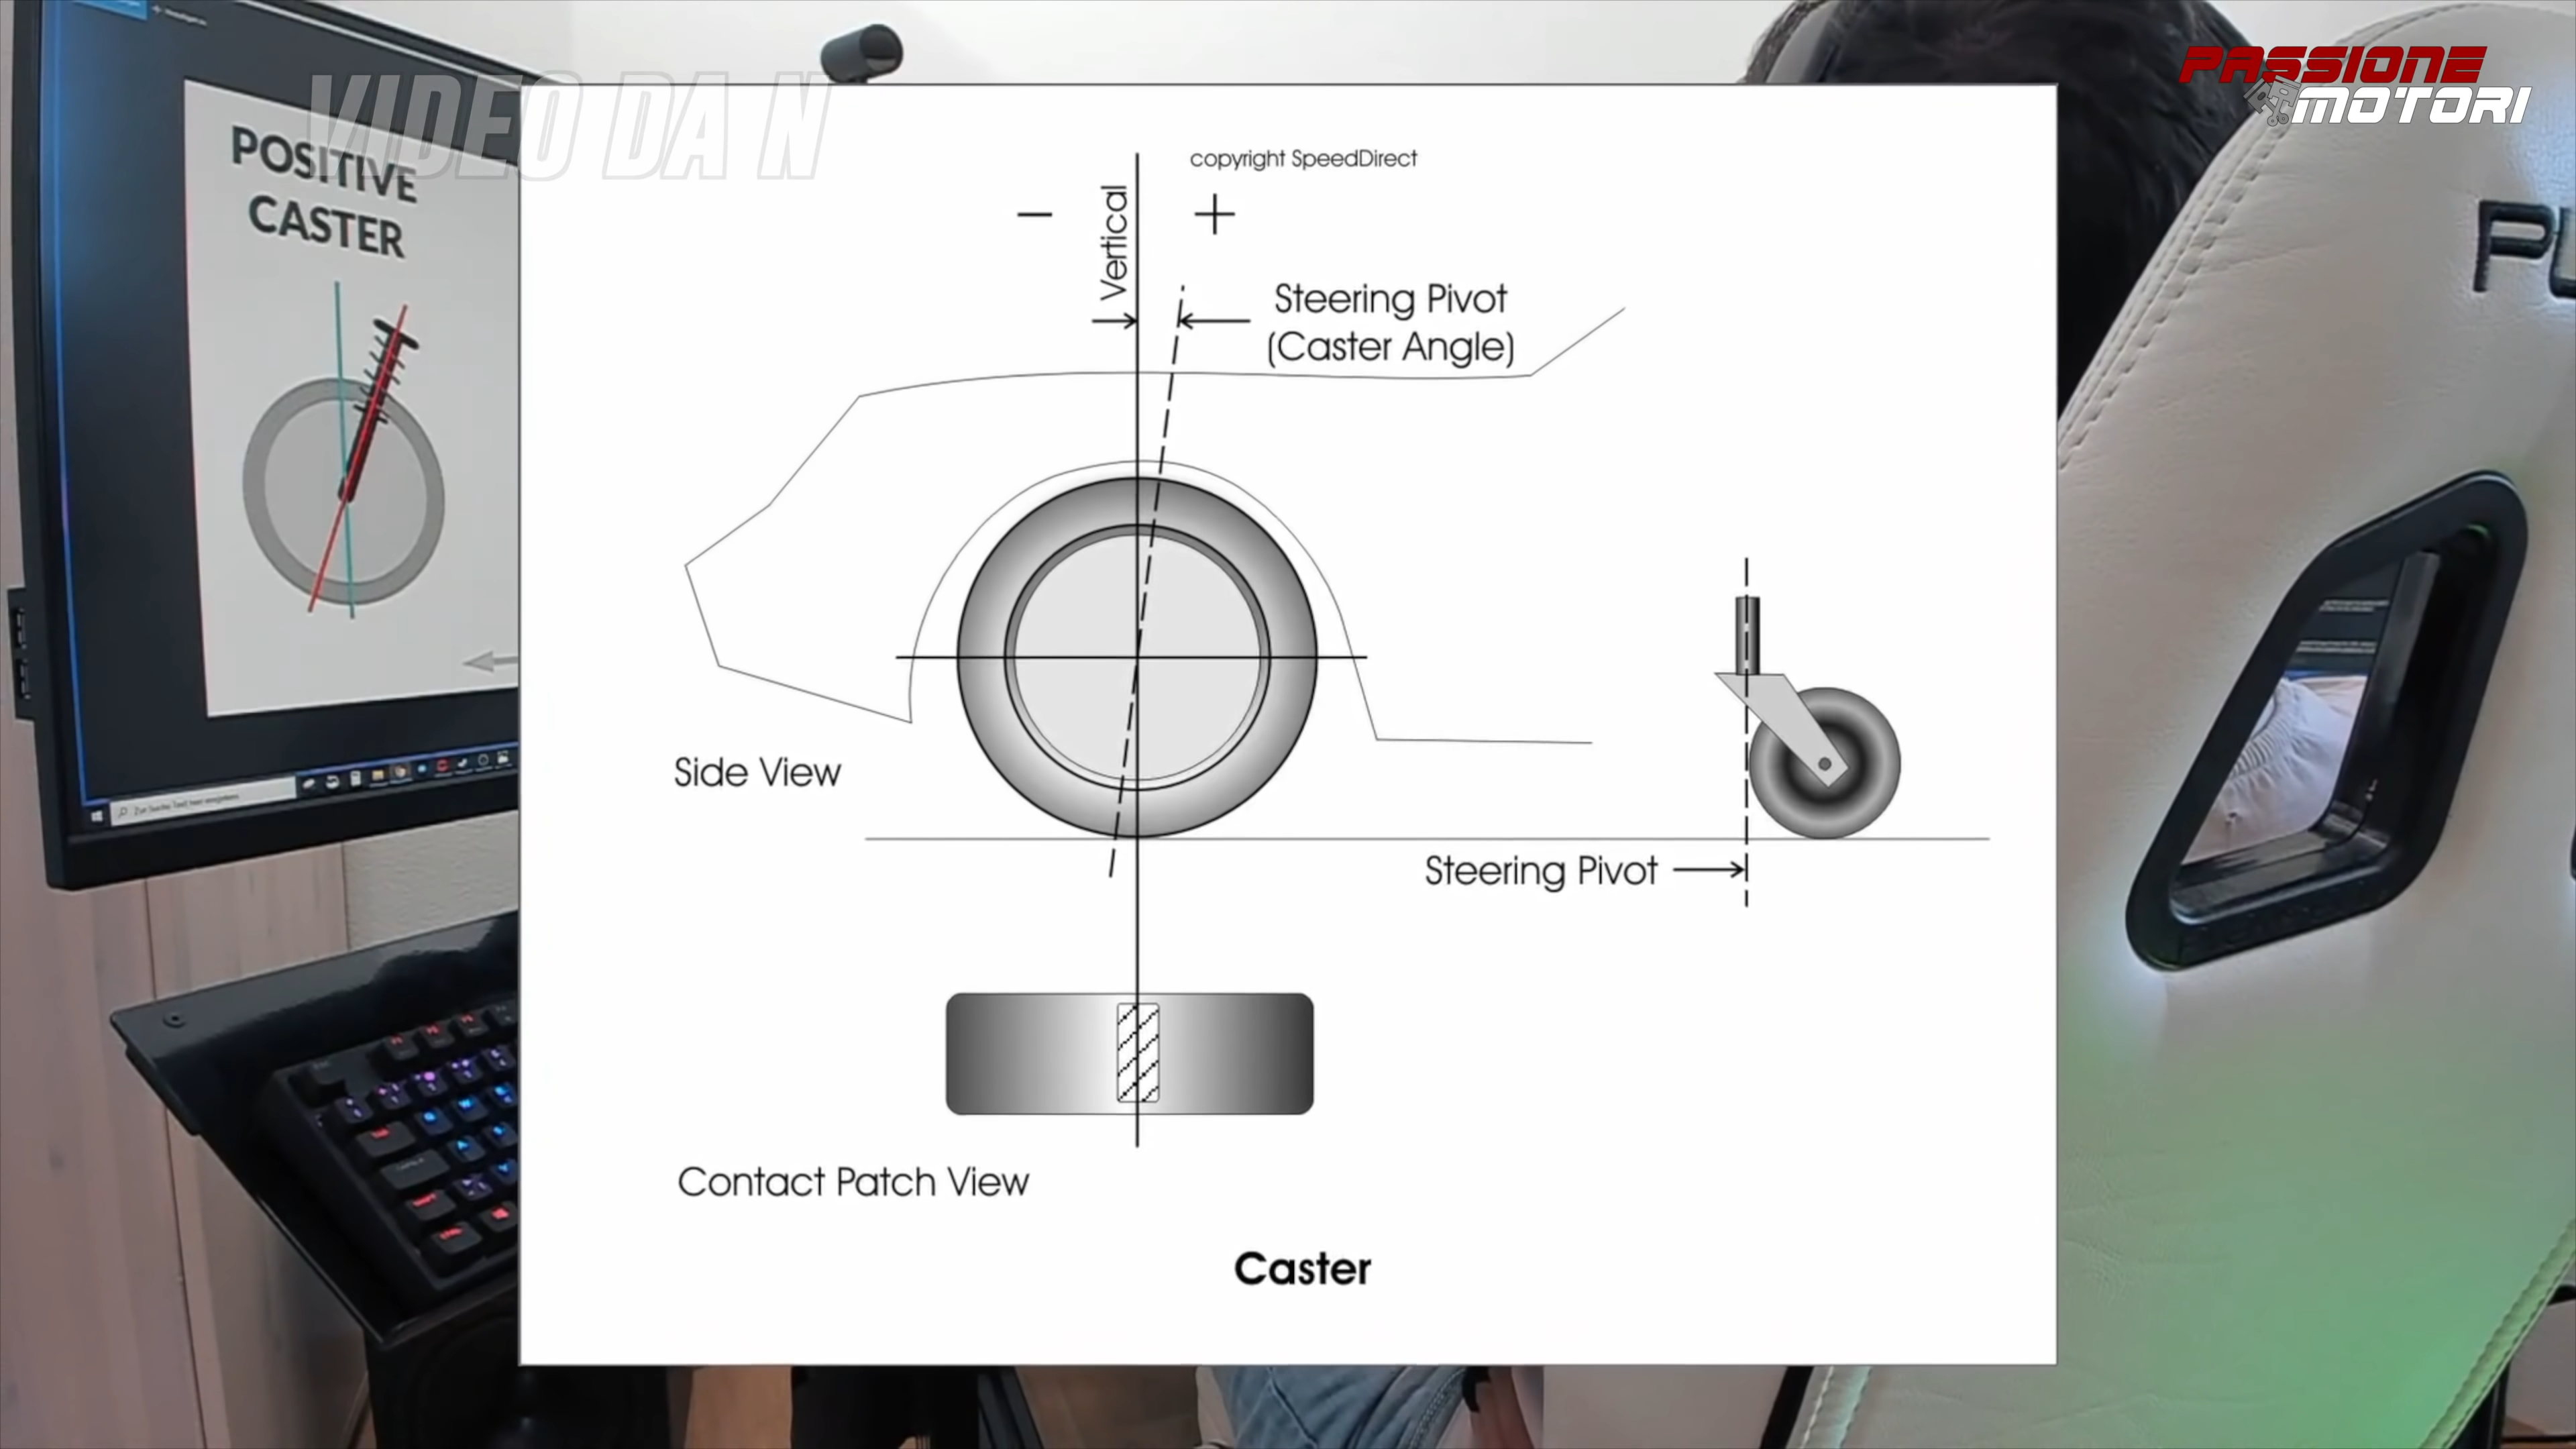 VIDEO DA N
PASSIONE
MOTORI
POSITIVE
CASTER
copyright SpeedDirect
−
+
Vertical
Steering Pivot
(Caster Angle)
Side View
Steering Pivot
Contact Patch View
Caster